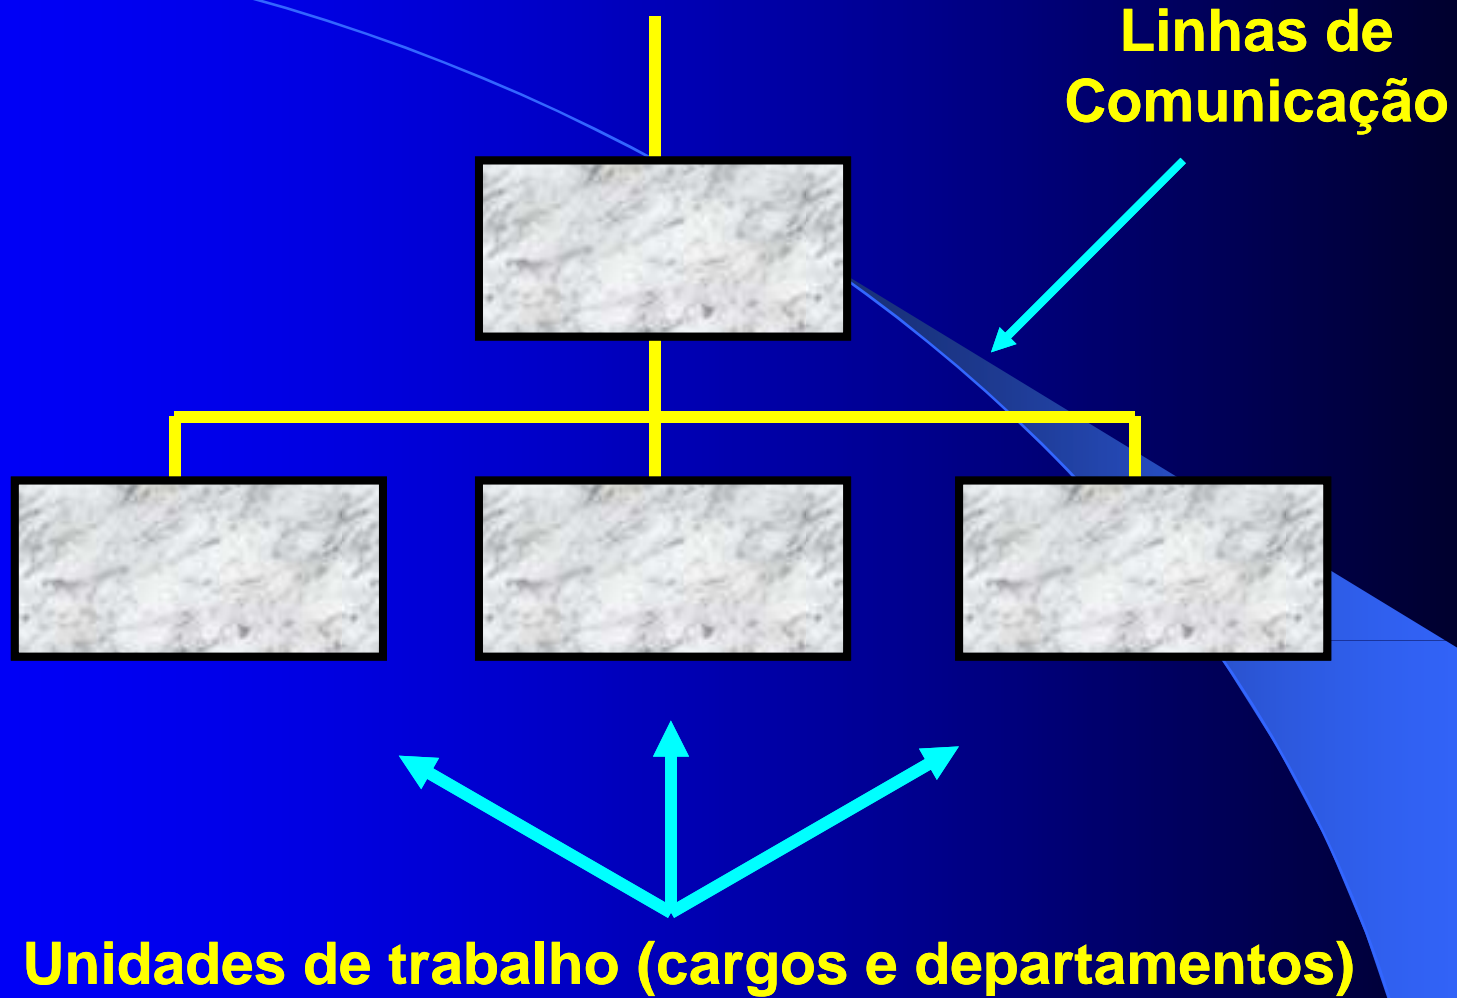 Linhas de
Comunicação
Unidades de trabalho (cargos e departamentos)